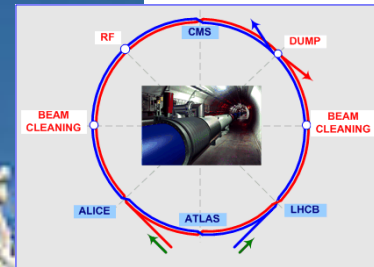 CMS
RF
DUMP
BEAM
CLEANING
BEAM
CLEANING
ALICE
ATLAS
LHCB